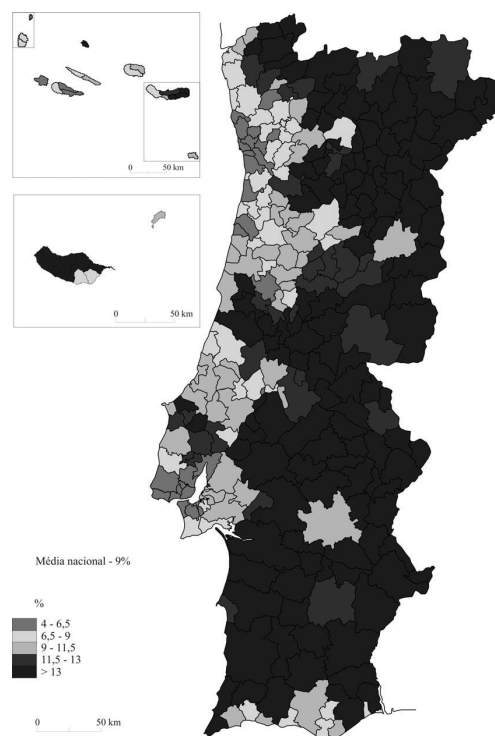 0 50 km
0 50 km
Média nacional - 9%
%
4 - 6,5
6,5 - 9
9 - 11,5
11,5 - 13
> 13
0 50 km